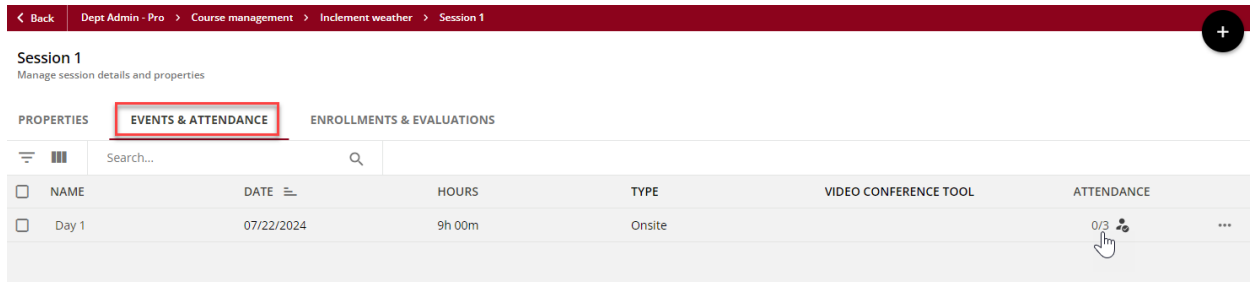 Back Dept Admin - Pro > Course management > Inclement weather > Session 1
Session 1
Manage session details and properties
PROPERTIES EVENTS & ATTENDANCE ENROLLMENTS & EVALUATIONS
Search...
NAME DATE HOURS TYPE VIDEO CONFERENCE TOOL ATTENDANCE
Day 1 07/22/2024 9h 00m Onsite 0/3